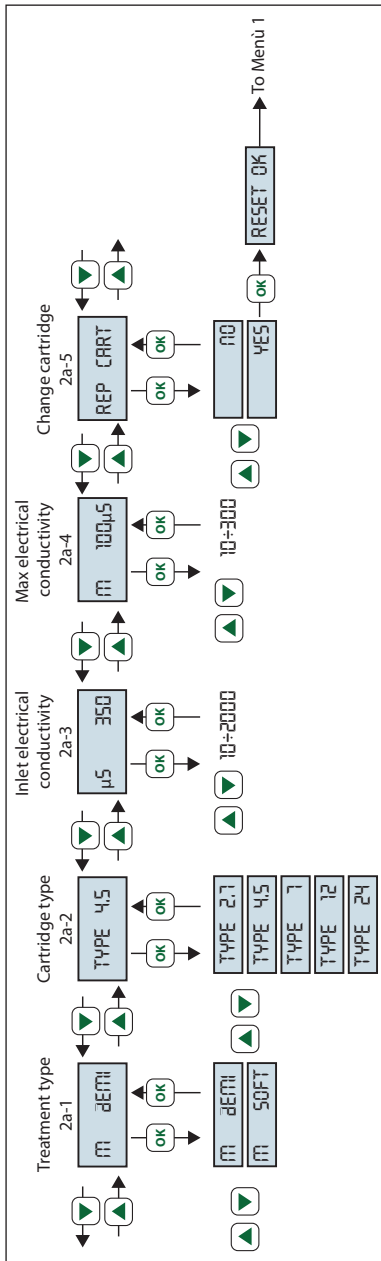 Treatment type
2a-1
M dEMI
OK OK
M dEMI
M SOFT
Cartridge type
2a-2
TYPE 4.5
OK OK
TYPE 2.1
TYPE 4.5
TYPE 7
TYPE 12
TYPE 24
Inlet electrical
conductivity
2a-3
µS 350
OK OK
10÷2000
Max electrical
conductivity
2a-4
M 100µS
OK OK
10÷300
Change cartridge
2a-5
REP CART
OK OK
NO
YES
OK
RESET OK
To Menù 1